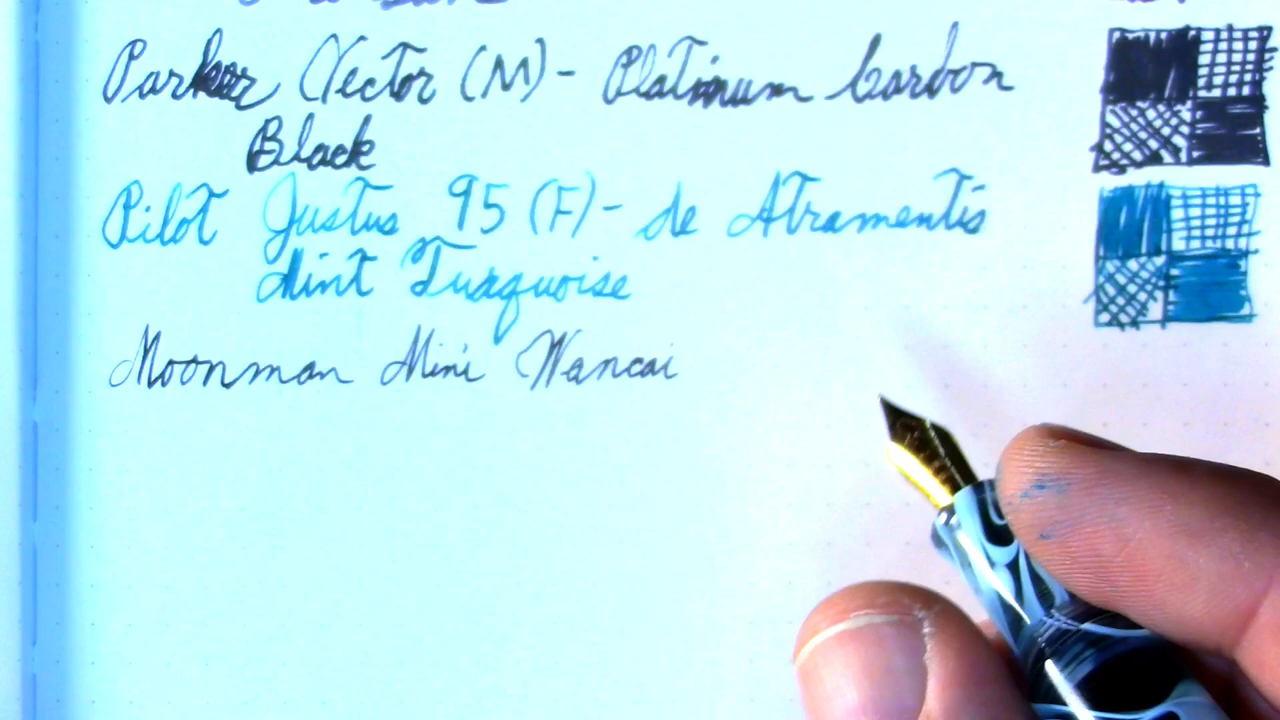 Parker Vector (M) - Platinum Carbon
Black
Pilot Justus 95 (F) - de Atramentis
Mint Turquoise
Moonman Mini Wancai